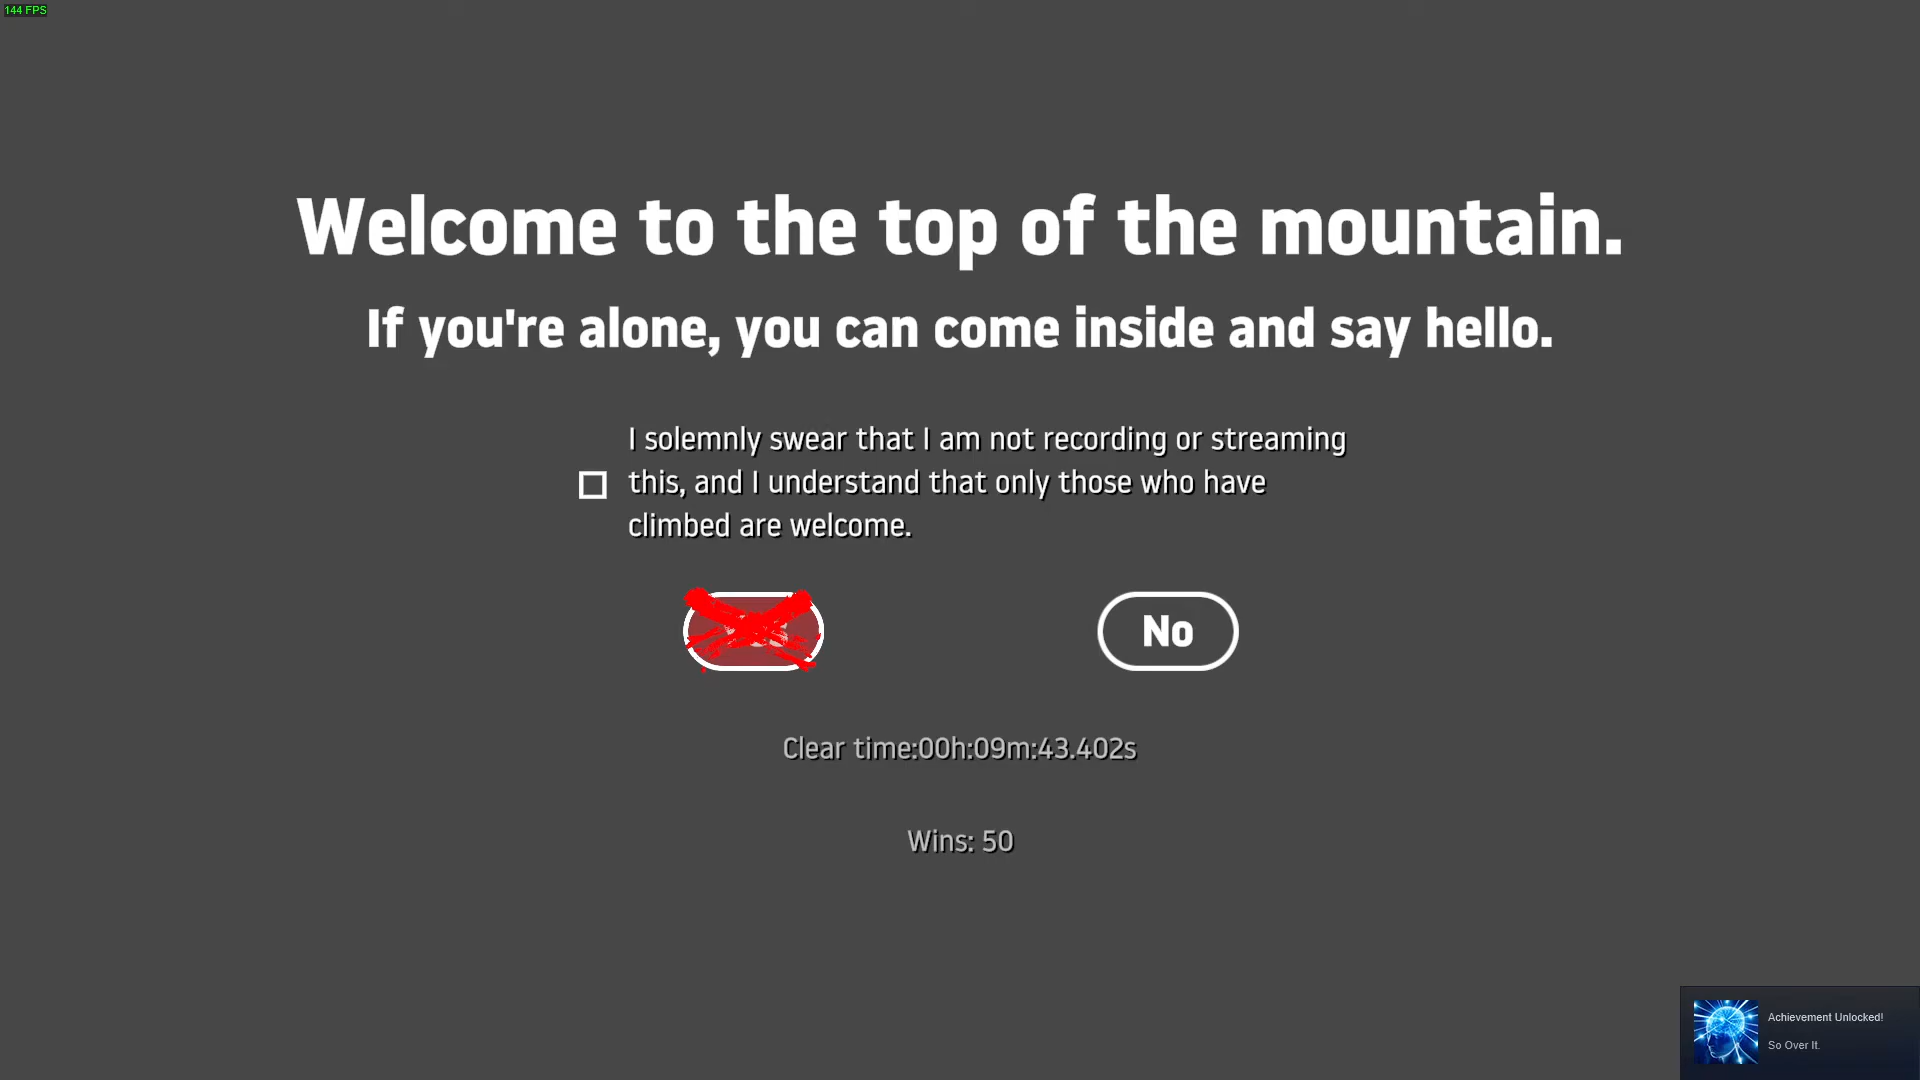 144 FPS
Welcome to the top of the mountain.
If you're alone, you can come inside and say hello.
I solemnly swear that I am not recording or streaming
this, and I understand that only those who have
climbed are welcome.
No
Clear time:00h:09m:43.402s
Wins: 50
Achievement Unlocked!
So Over It.